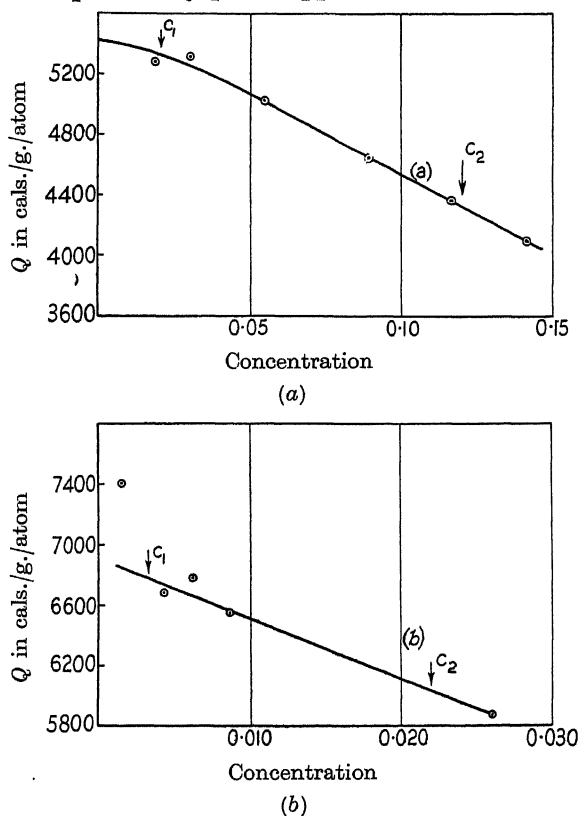 C₁
5200
4800
(a)
C₂
4400
4000
3600
Q in cals./g./atom
0·05
0·10
0·15
Concentration
(a)
7400
7000
C₁
6600
(b)
C₂
6200
5800
Q in cals./g./atom
0·010
0·020
0·030
Concentration
(b)